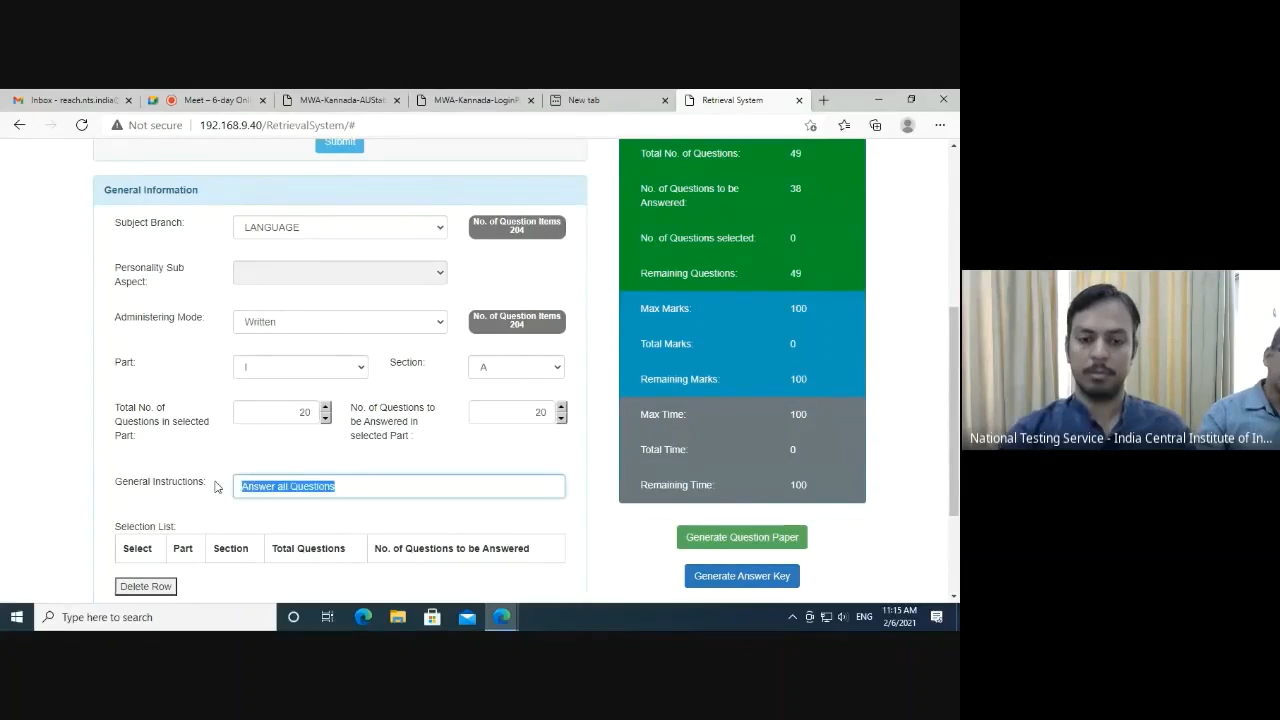 Inbox - reach.nts.india@
Meet – 6-day Onl
MWA-Kannada-AUStat
MWA-Kannada-LoginP
New tab
Retrieval System
Not secure
192.168.9.40/RetrievalSystem/#
Submit
General Information
Subject Branch:
LANGUAGE
No. of Question Items
204
Personality Sub
Aspect:
Administering Mode:
Written
No. of Question Items
204
Part:
I
Section:
A
Total No. of
Questions in selected
Part:
20
No. of Questions to
be Answered in
selected Part :
20
General Instructions:
Answer all Questions
Selection List:
Select Part Section Total Questions No. of Questions to be Answered
Delete Row
Total No. of Questions: 49
No. of Questions to be
Answered:
38
No. of Questions selected: 0
Remaining Questions: 49
Max Marks: 100
Total Marks: 0
Remaining Marks: 100
Max Time: 100
Total Time: 0
Remaining Time: 100
Generate Question Paper
Generate Answer Key
National Testing Service - India Central Institute of In...
Type here to search
ENG
11:15 AM
2/6/2021